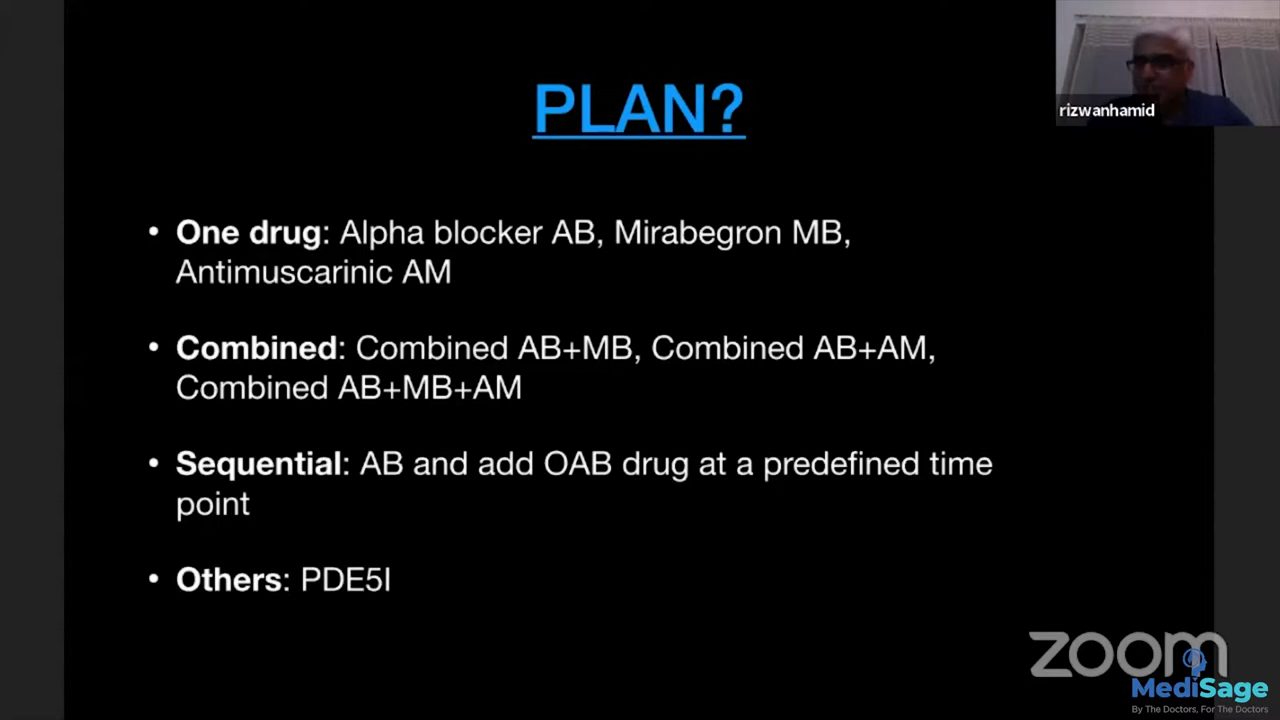 PLAN?
rizwanhamid
• One drug: Alpha blocker AB, Mirabegron MB,
Antimuscarinic AM
• Combined: Combined AB+MB, Combined AB+AM,
Combined AB+MB+AM
• Sequential: AB and add OAB drug at a predefined time
point
• Others: PDE5I
zoom
MediSage
By The Doctors, For The Doctors